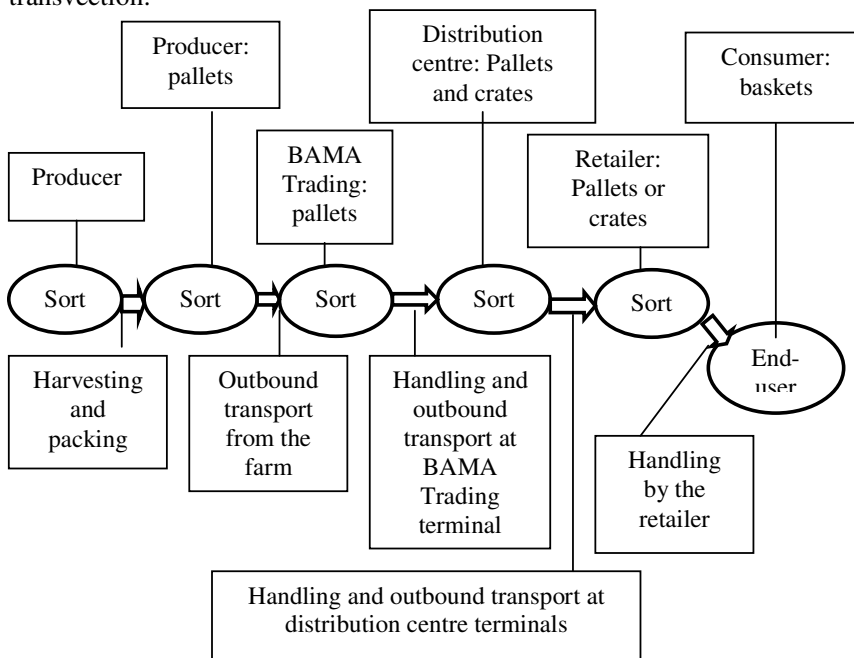 transvection.
Producer:
pallets
Distribution
centre: Pallets
and crates
Consumer:
baskets
Producer
BAMA
Trading:
pallets
Retailer:
Pallets or
crates
Sort
Sort
Sort
Sort
Sort
End-
user
Harvesting
and
packing
Outbound
transport
from the
farm
Handling and
outbound
transport at
BAMA
Trading
terminal
Handling
by the
retailer
Handling and outbound transport at
distribution centre terminals